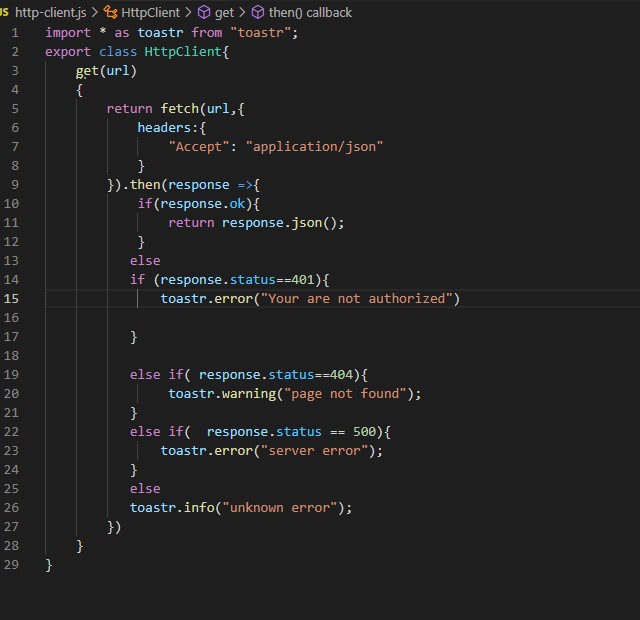 JS http-client.js > HttpClient > get > then() callback
1 import * as toastr from "toastr";
2 export class HttpClient{
3     get(url)
4     {
5         return fetch(url,{
6             headers:{
7                 "Accept": "application/json"
8             }
9         }).then(response =>{
10             if(response.ok){
11                 return response.json();
12             }
13            else
14            if (response.status==401){
15                toastr.error("Your are not authorized")
16
17            }
18
19            else if( response.status==404){
20                 toastr.warning("page not found");
21            }
22            else if(  response.status == 500){
23                toastr.error("server error");
24            }
25            else
26            toastr.info("unknown error");
27         })
28     }
29 }